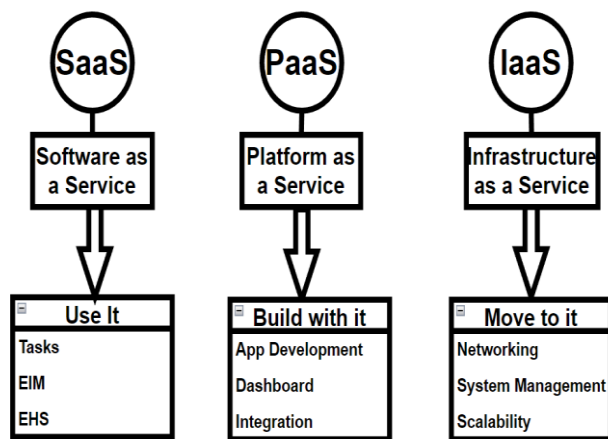 SaaS
PaaS
IaaS
Software as
a Service
Platform as
a Service
Infrastructure
as a Service
Use It
Tasks
EIM
EHS
Build with it
App Development
Dashboard
Integration
Move to it
Networking
System Management
Scalability